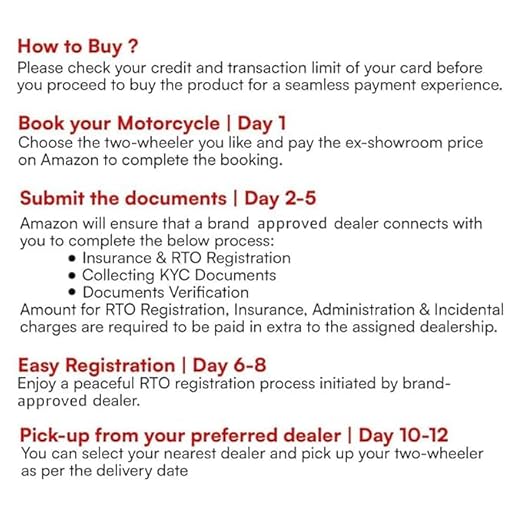 How to Buy ?
Please check your credit and transaction limit of your card before
you proceed to buy the product for a seamless payment experience.
Book your Motorcycle | Day 1
Choose the two-wheeler you like and pay the ex-showroom price
on Amazon to complete the booking.
Submit the documents | Day 2-5
Amazon will ensure that a brand approved dealer connects with
you to complete the below process:
• Insurance & RTO Registration
• Collecting KYC Documents
• Documents Verification
Amount for RTO Registration, Insurance, Administration & Incidental
charges are required to be paid in extra to the assigned dealership.
Easy Registration | Day 6-8
Enjoy a peaceful RTO registration process initiated by brand-
approved dealer.
Pick-up from your preferred dealer | Day 10-12
You can select your nearest dealer and pick up your two-wheeler
as per the delivery date